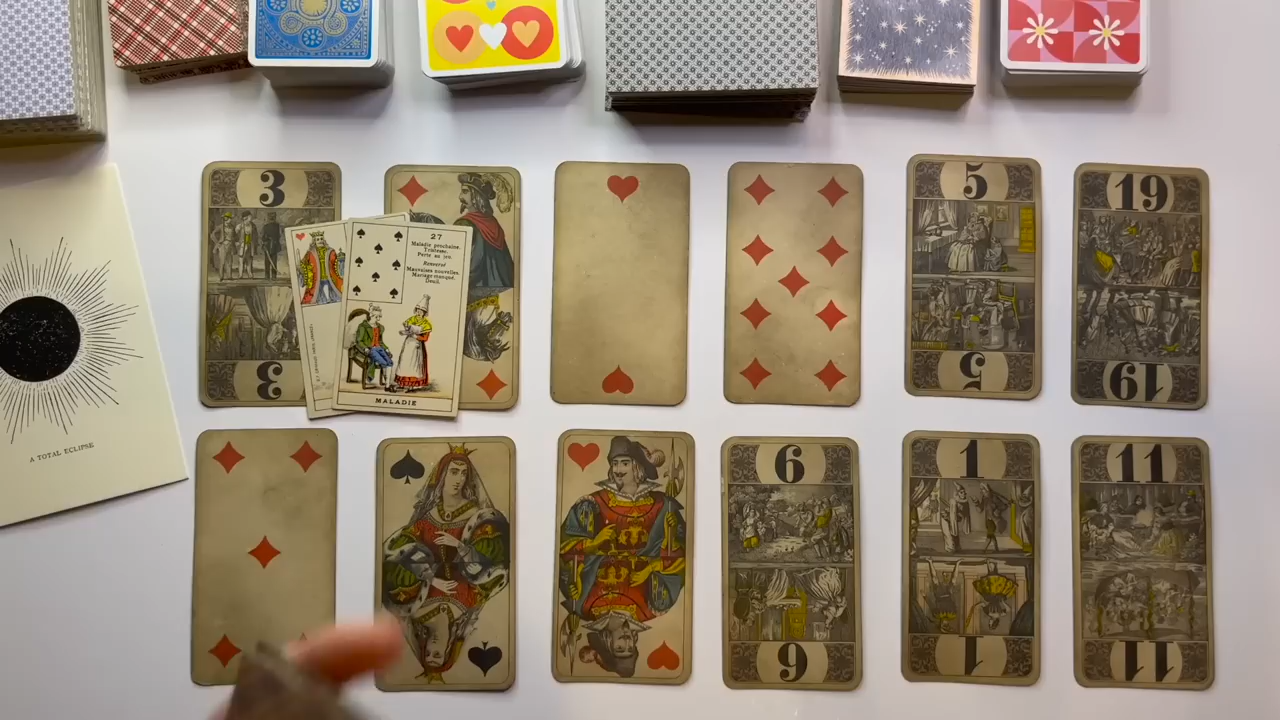 3
5
19
27
Maladie prochaine.
Tristesse.
Perte au jeu.
Renversé
Mauvaises nouvelles.
Mariage manqué.
Deuil.
MALADIE
3
5
19
A TOTAL ECLIPSE
6
1
11
6
1
11